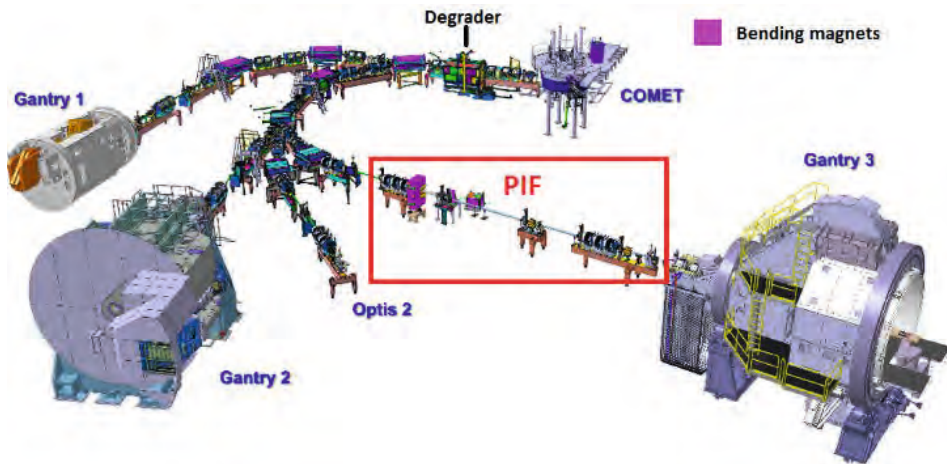 Degrader
Bending magnets
Gantry 1
COMET
Gantry 3
PIF
Optis 2
Gantry 2